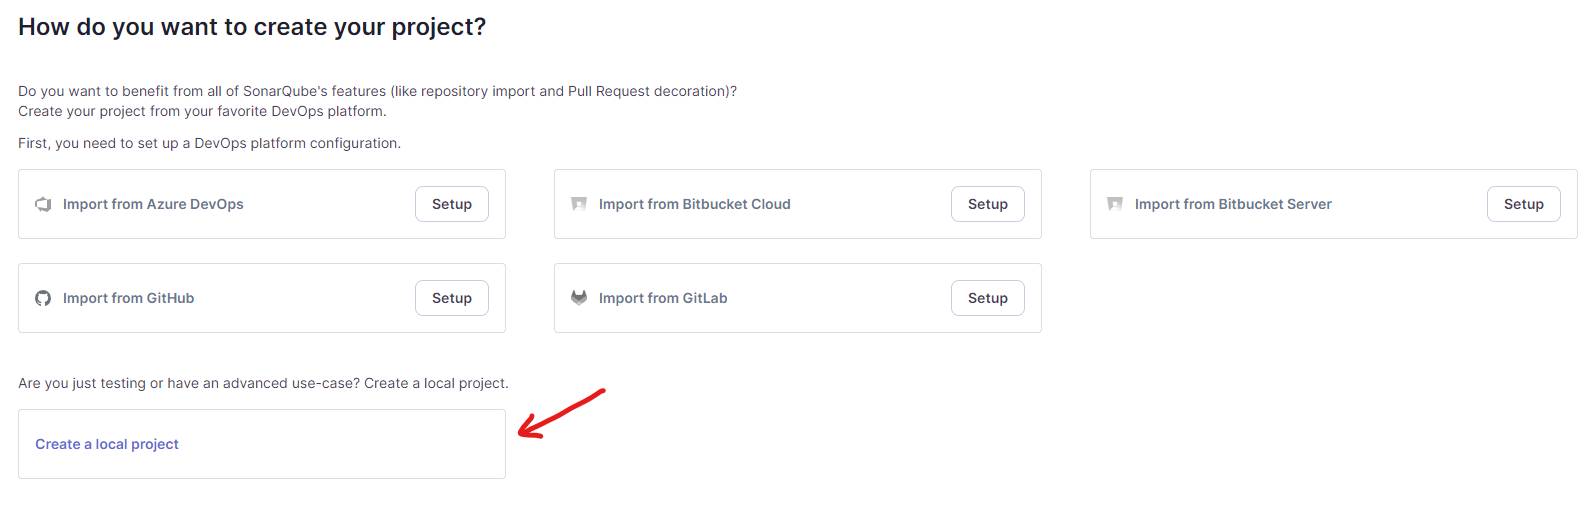 How do you want to create your project?
Do you want to benefit from all of SonarQube's features (like repository import and Pull Request decoration)?
Create your project from your favorite DevOps platform.
First, you need to set up a DevOps platform configuration.
Import from Azure DevOps
Setup
Import from Bitbucket Cloud
Setup
Import from Bitbucket Server
Setup
Import from GitHub
Setup
Import from GitLab
Setup
Are you just testing or have an advanced use-case? Create a local project.
Create a local project